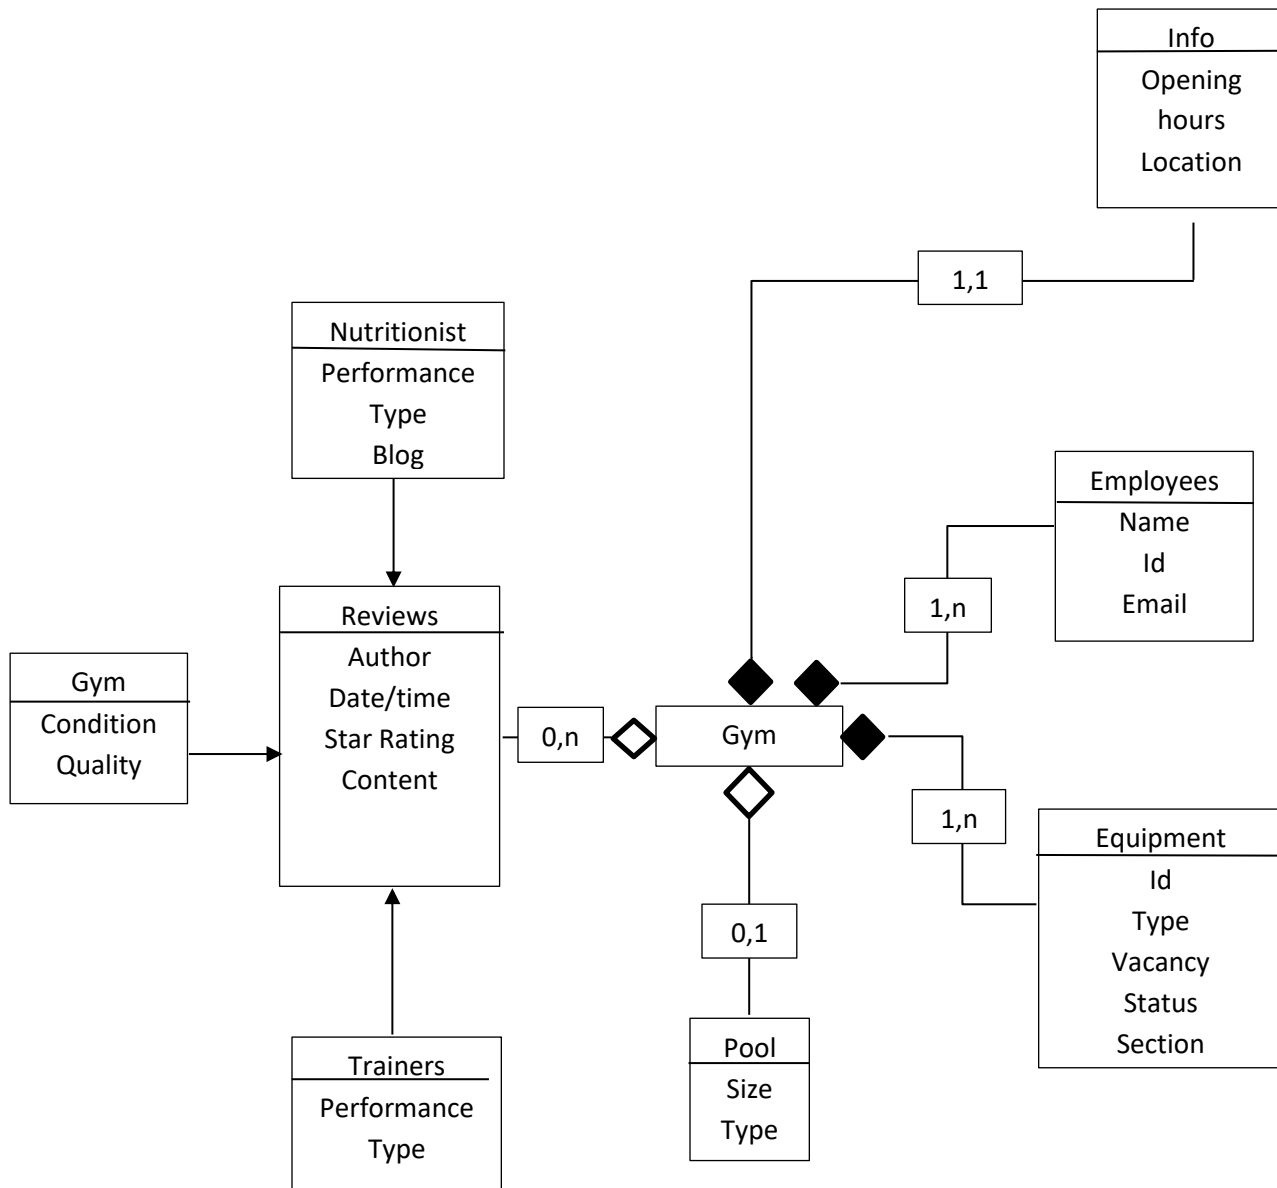 Info
Opening
hours
Location
1,1
Nutritionist
Performance
Type
Blog
Employees
Name
Id
Email
1,n
Reviews
Author
Date/time
Star Rating
Content
Gym
Condition
Quality
0,n
Gym
1,n
Equipment
Id
Type
Vacancy
Status
Section
0,1
Pool
Size
Type
Trainers
Performance
Type